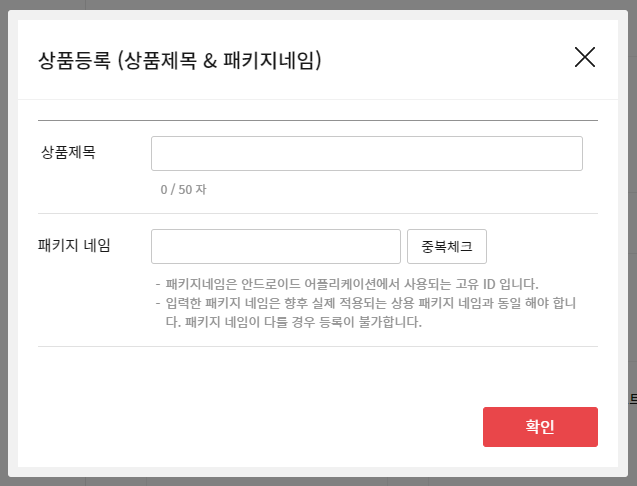 상품등록 (상품제목 & 패키지네임)
상품제목
0 / 50 자
패키지 네임
중복체크
- 패키지네임은 안드로이드 어플리케이션에서 사용되는 고유 ID 입니다.
- 입력한 패키지 네임은 향후 실제 적용되는 상용 패키지 네임과 동일 해야 합니
다. 패키지 네임이 다를 경우 등록이 불가합니다.
확인